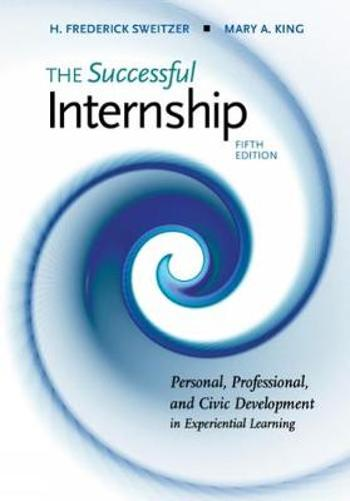 H. FREDERICK SWEITZER ■ MARY A. KING
THE Successful
Internship
FIFTH
EDITION
Personal, Professional,
and Civic Development
in Experiential Learning